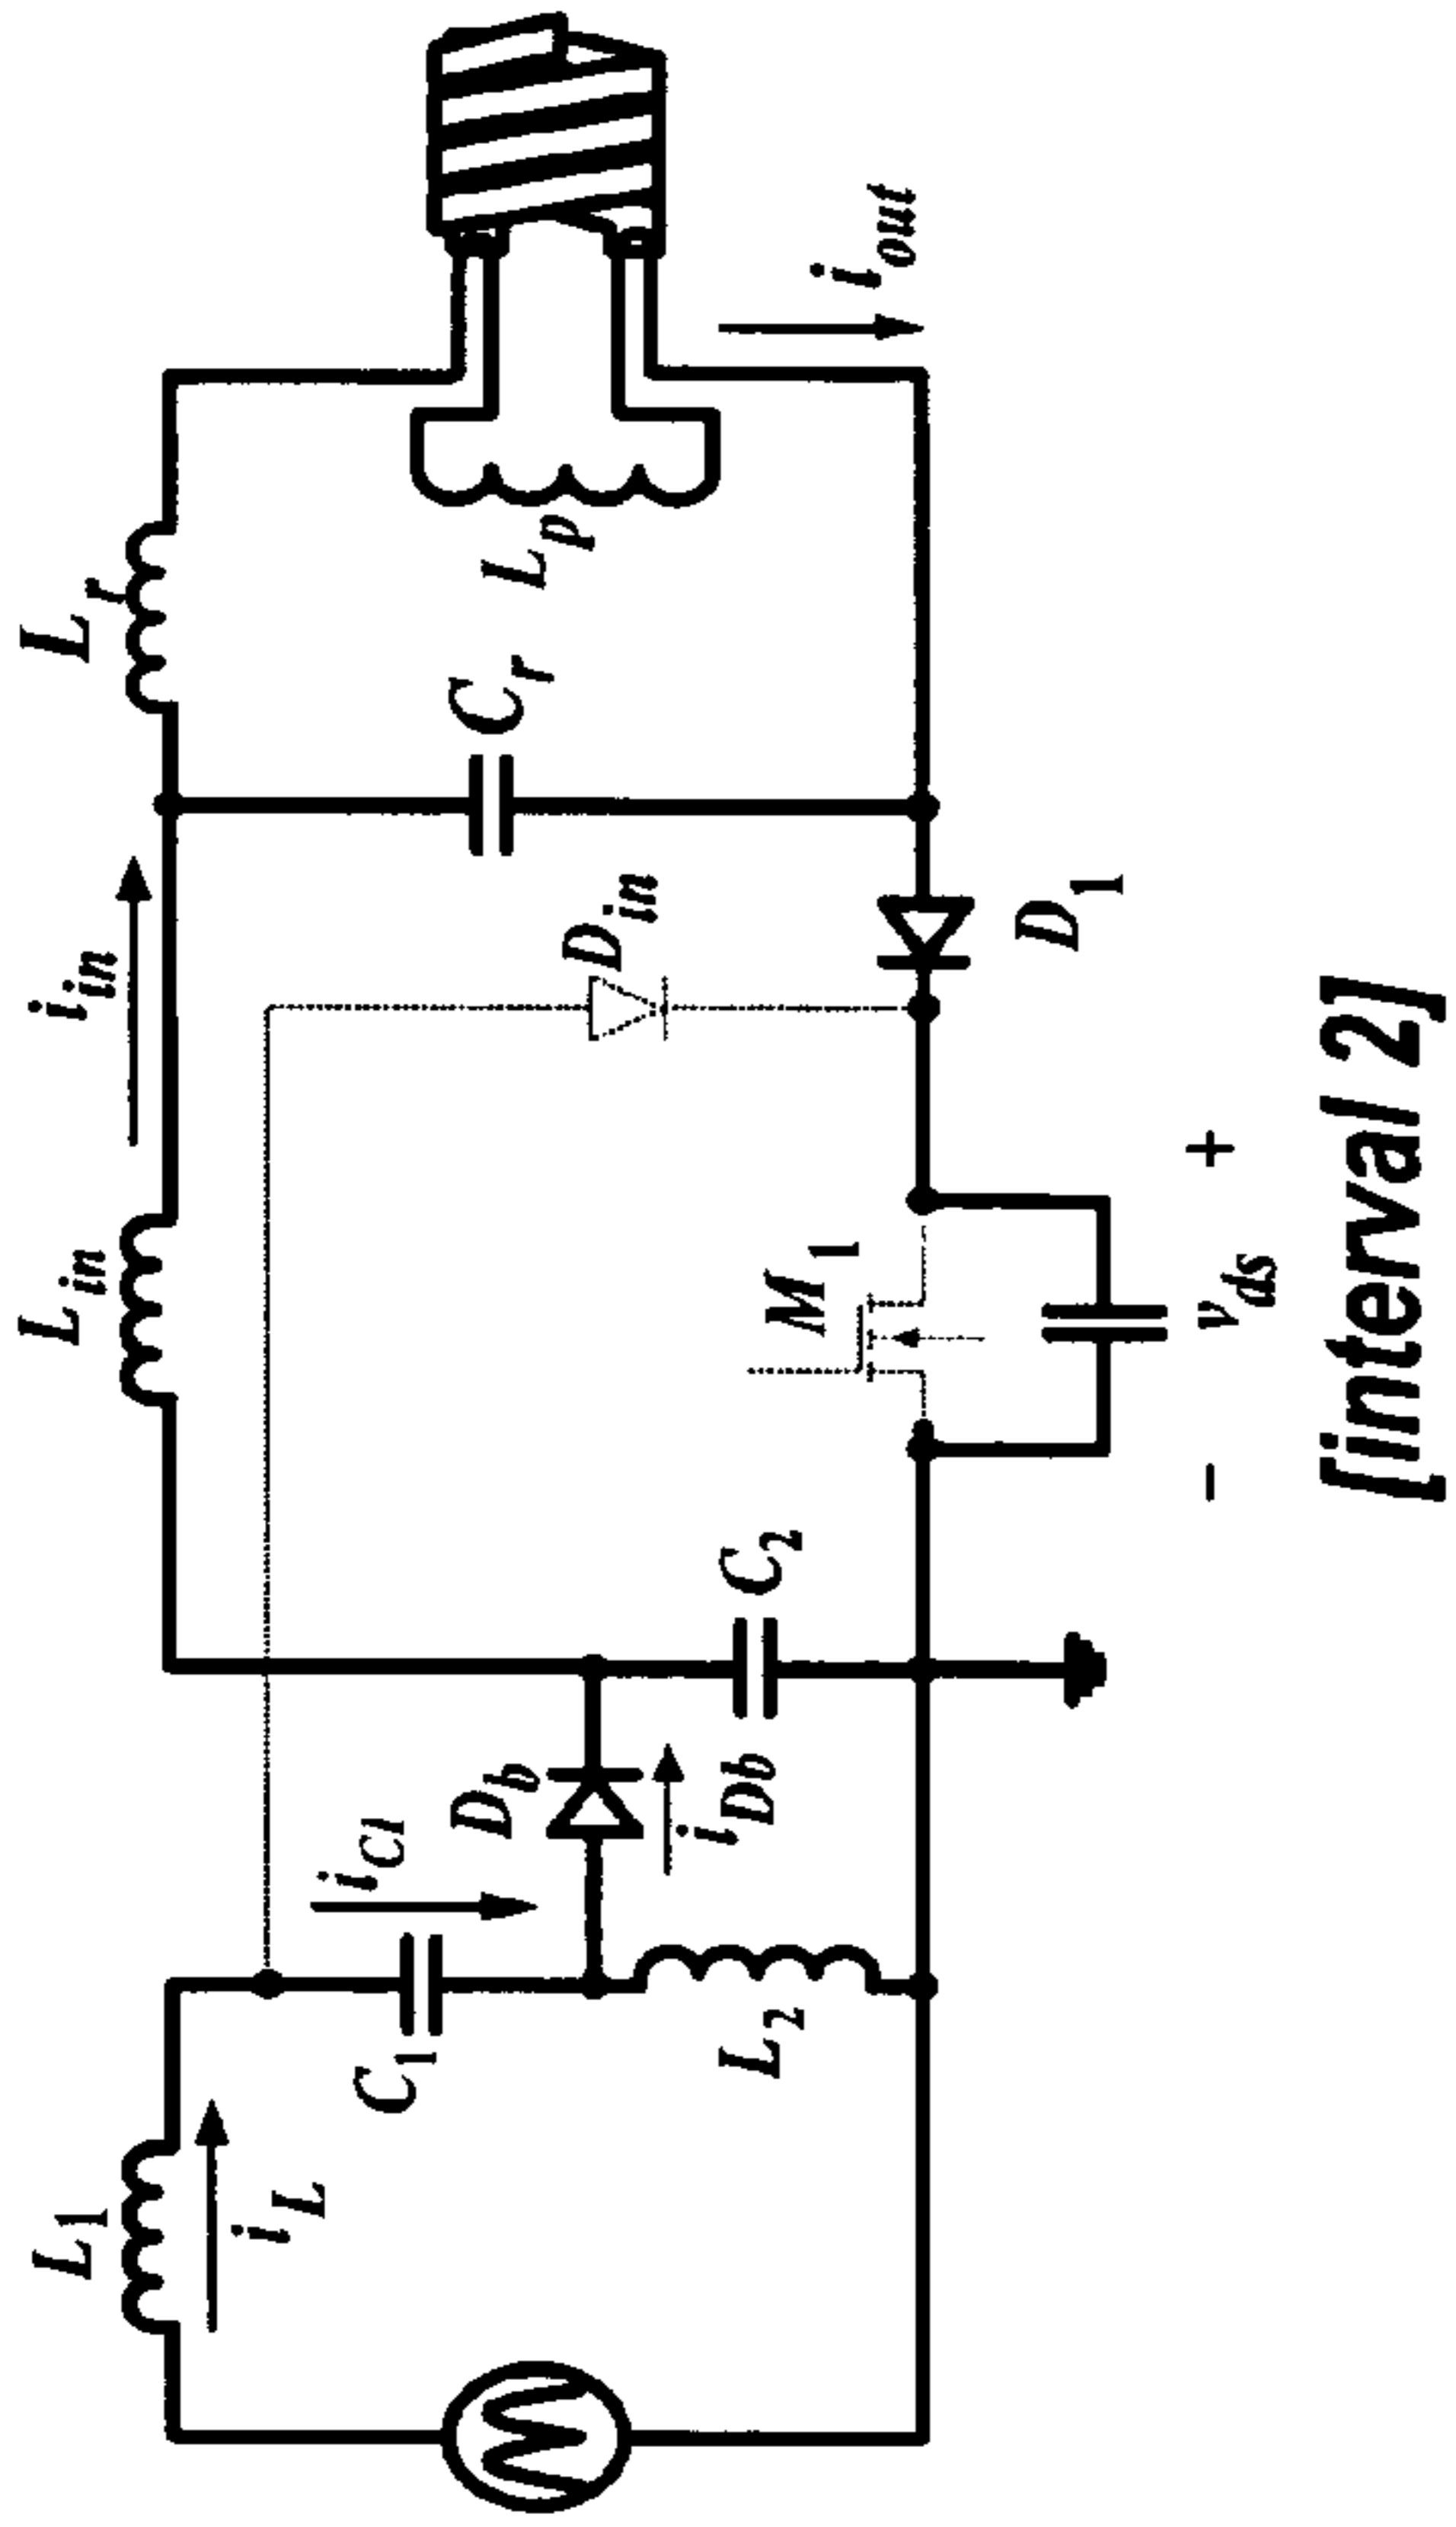 L1
iL
C1
iC1
L2
Db
iDb
C2
Lin
iin
M1
− vds +
Din
D1
Lr
Cr
Lp
iout
[interval 2]